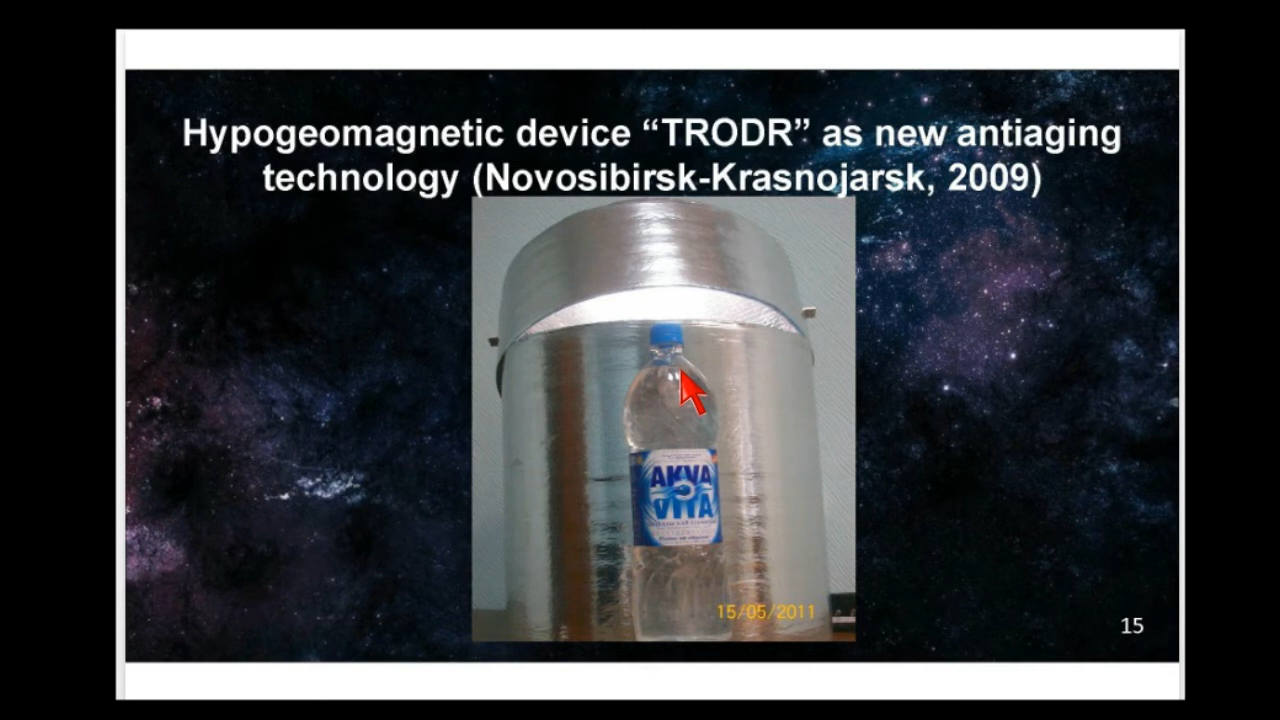 Hypogeomagnetic device “TRODR” as new antiaging
technology (Novosibirsk-Krasnojarsk, 2009)
AKVA
VITA
15/05/2011
15